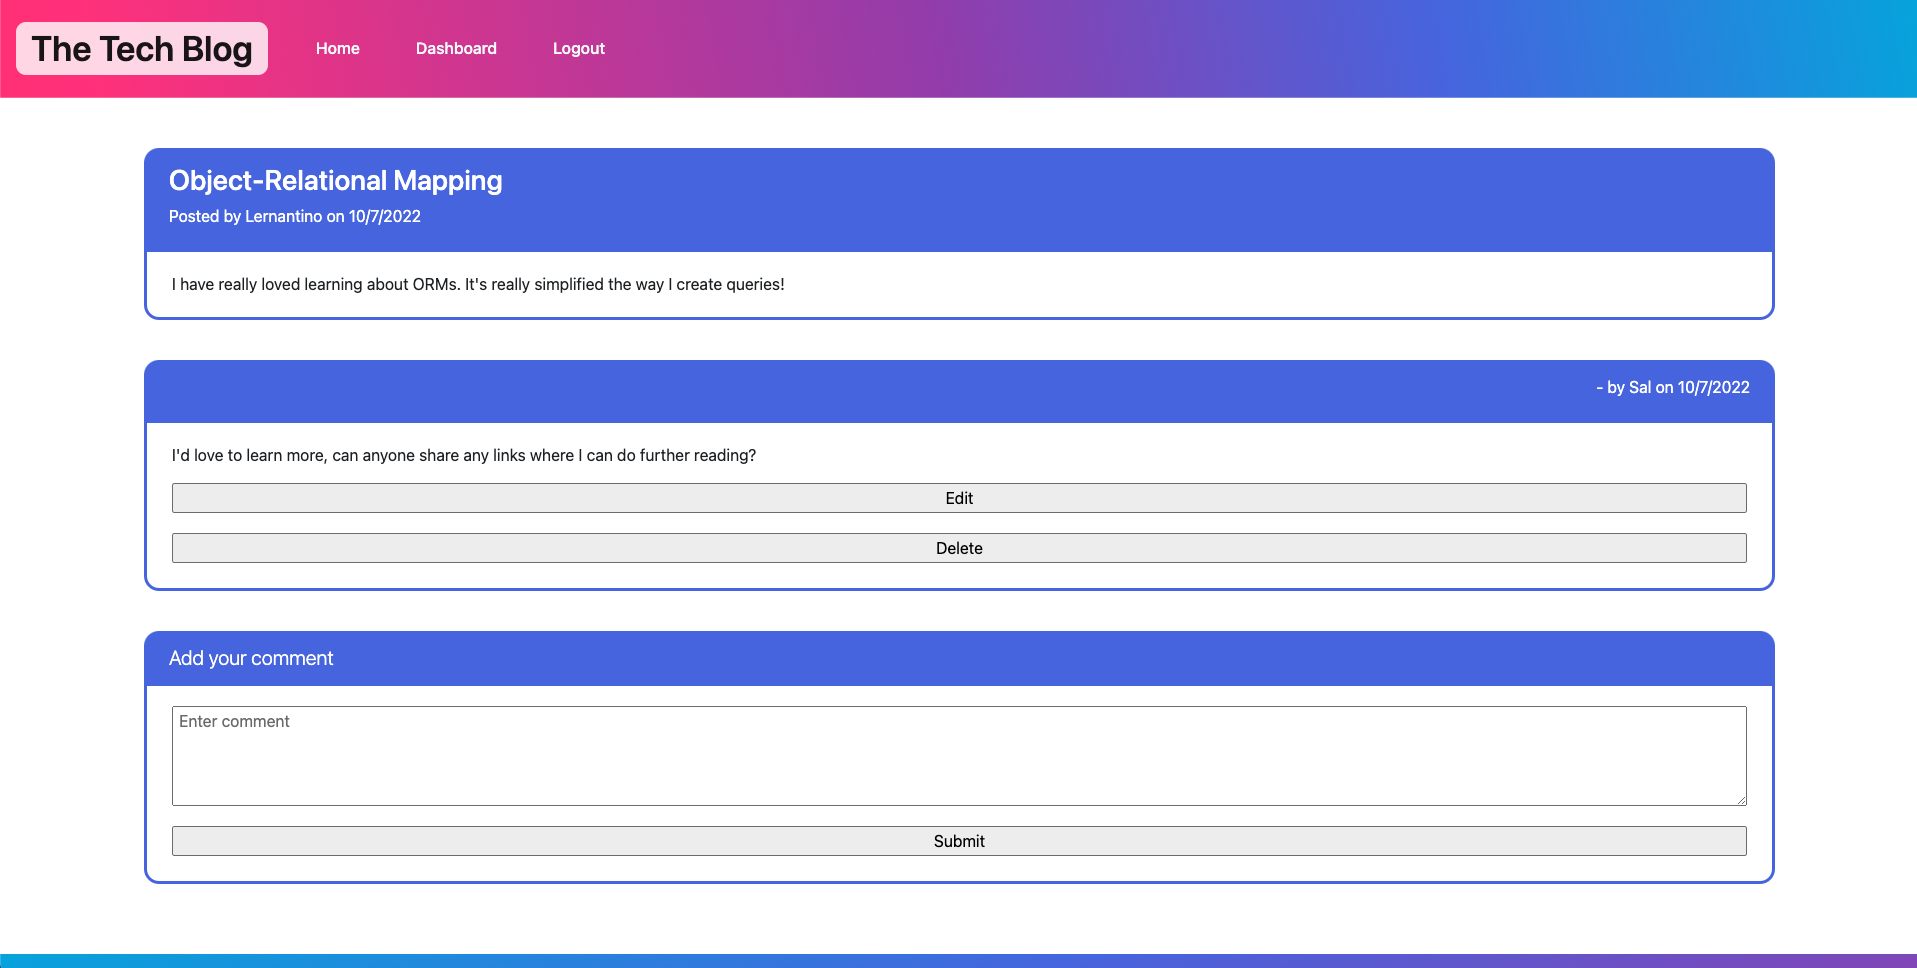 The Tech Blog
Home
Dashboard
Logout
Object-Relational Mapping
Posted by Lernantino on 10/7/2022
I have really loved learning about ORMs. It's really simplified the way I create queries!
- by Sal on 10/7/2022
I'd love to learn more, can anyone share any links where I can do further reading?
Edit
Delete
Add your comment
Enter comment
Submit